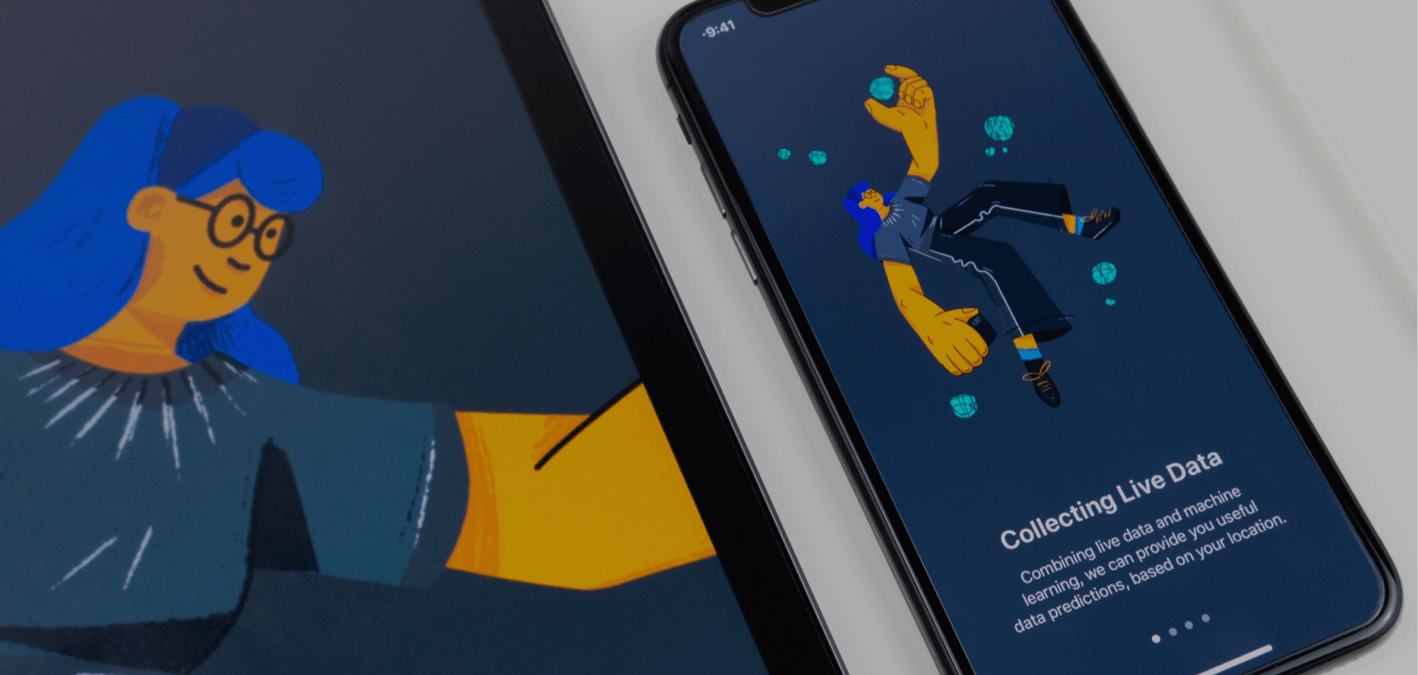 9:41
Collecting Live Data
Combining live data and machine
learning, we can provide you useful
data predictions, based on your location.